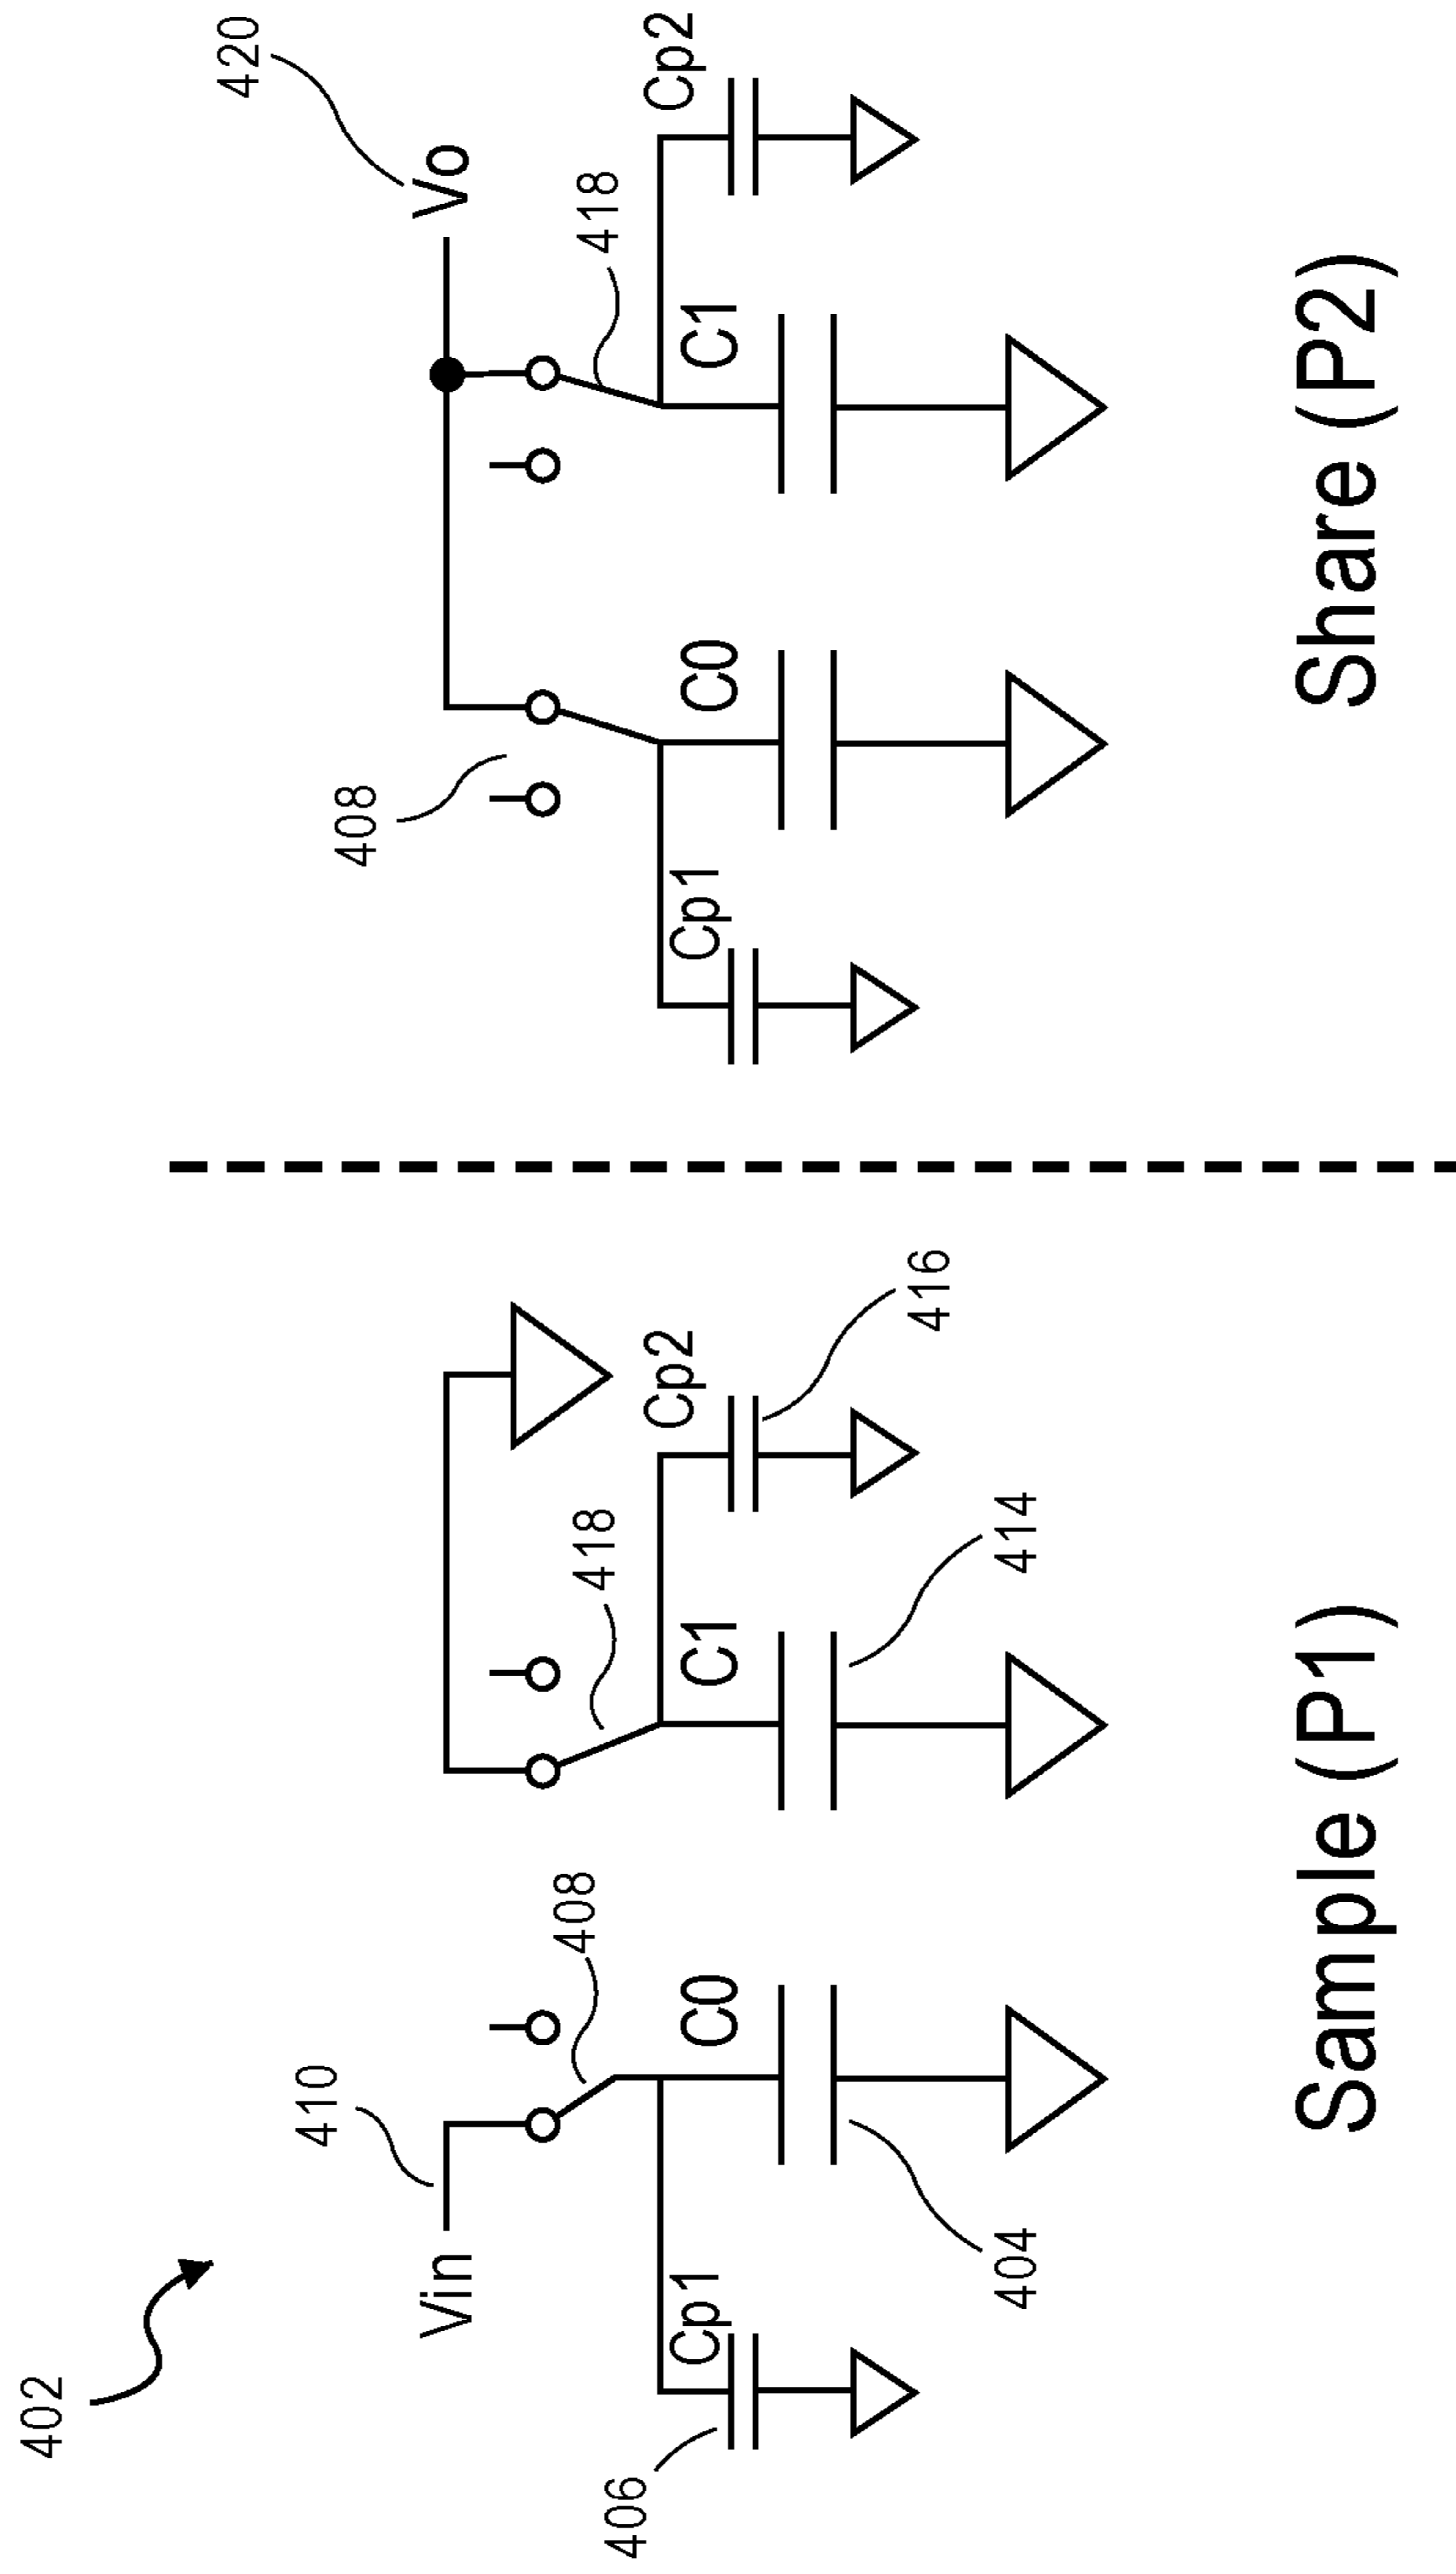 402
Vin
410
408
418
406
Cp1
C0
404
C1
414
Cp2
416
Sample (P1)
408
Vo
420
418
Cp1
C0
C1
Cp2
Share (P2)